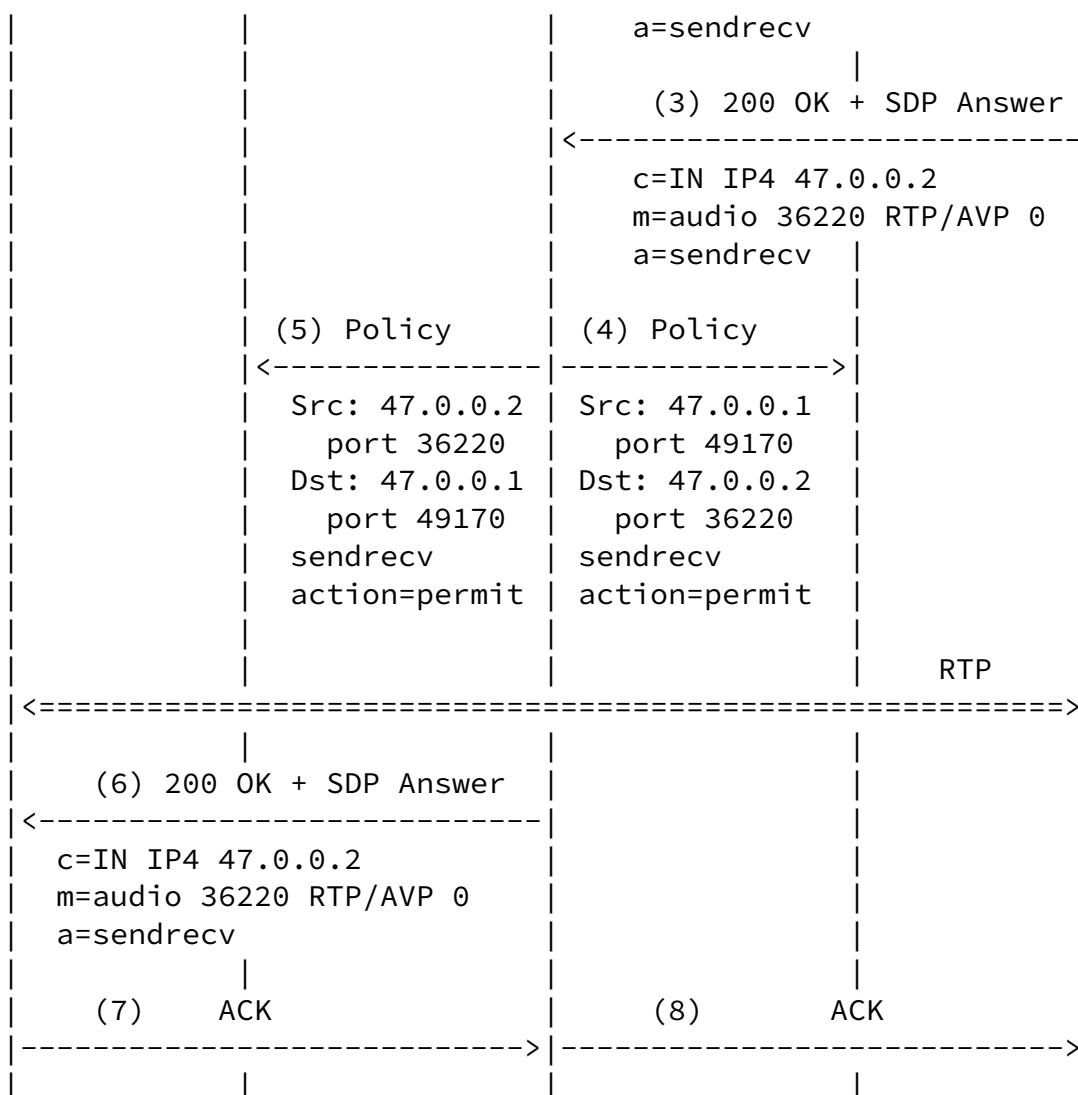 |            |                |    a=sendrecv
|            |                |                |
|            |                |     (3) 200 OK + SDP Answer
|            |                |<----------------------------
|            |                |    c=IN IP4 47.0.0.2
|            |                |    m=audio 36220 RTP/AVP 0
|            |                |    a=sendrecv  |
|            |                |                |
|            | (5) Policy     | (4) Policy     |
|            |<---------------|--------------->|
|            |  Src: 47.0.0.2 | Src: 47.0.0.1  |
|            |    port 36220  |   port 49170   |
|            |  Dst: 47.0.0.1 | Dst: 47.0.0.2  |
|            |    port 49170  |   port 36220   |
|            |  sendrecv      | sendrecv       |
|            |  action=permit | action=permit  |
|            |                |                |
|            |                |                |    RTP
|<=========================================================>
|            |                |                |
|    (6) 200 OK + SDP Answer  |                |
|<----------------------------|                |
|  c=IN IP4 47.0.0.2          |                |
|  m=audio 36220 RTP/AVP 0    |                |
|  a=sendrecv                 |                |
|            |                |                |
|    (7)    ACK               |     (8)       ACK
|---------------------------->|---------------------------->
|            |                |                |